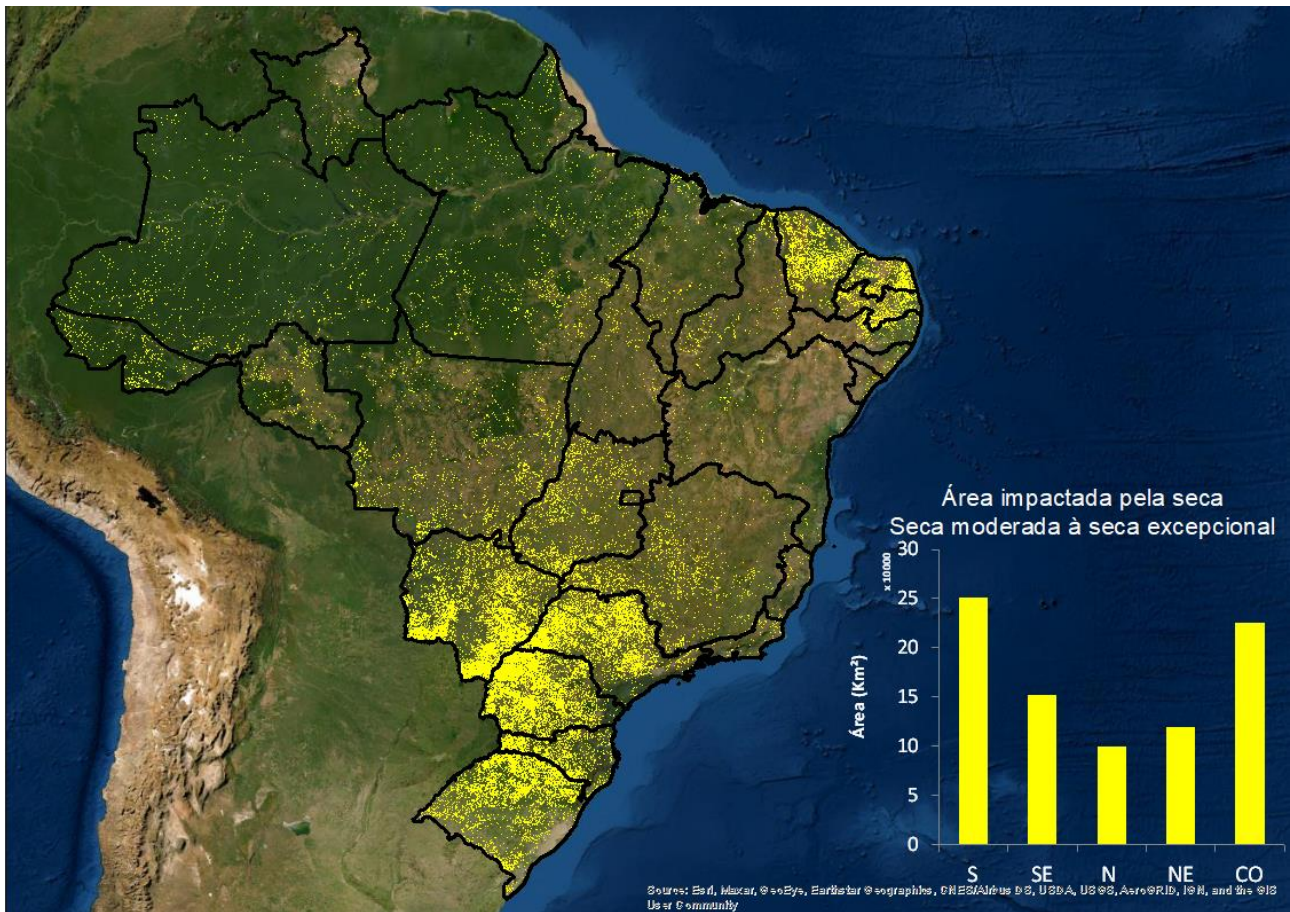 Área impactada pela seca
Seca moderada à seca excepcional
x 10000
Área (Km²)
30
25
20
15
10
5
0
S SE N NE CO
Source: Esri, Maxar, GeoEye, Earthstar Geographics, CNES/Airbus DS, USDA, USGS, AeroGRID, IGN, and the GIS
User Community